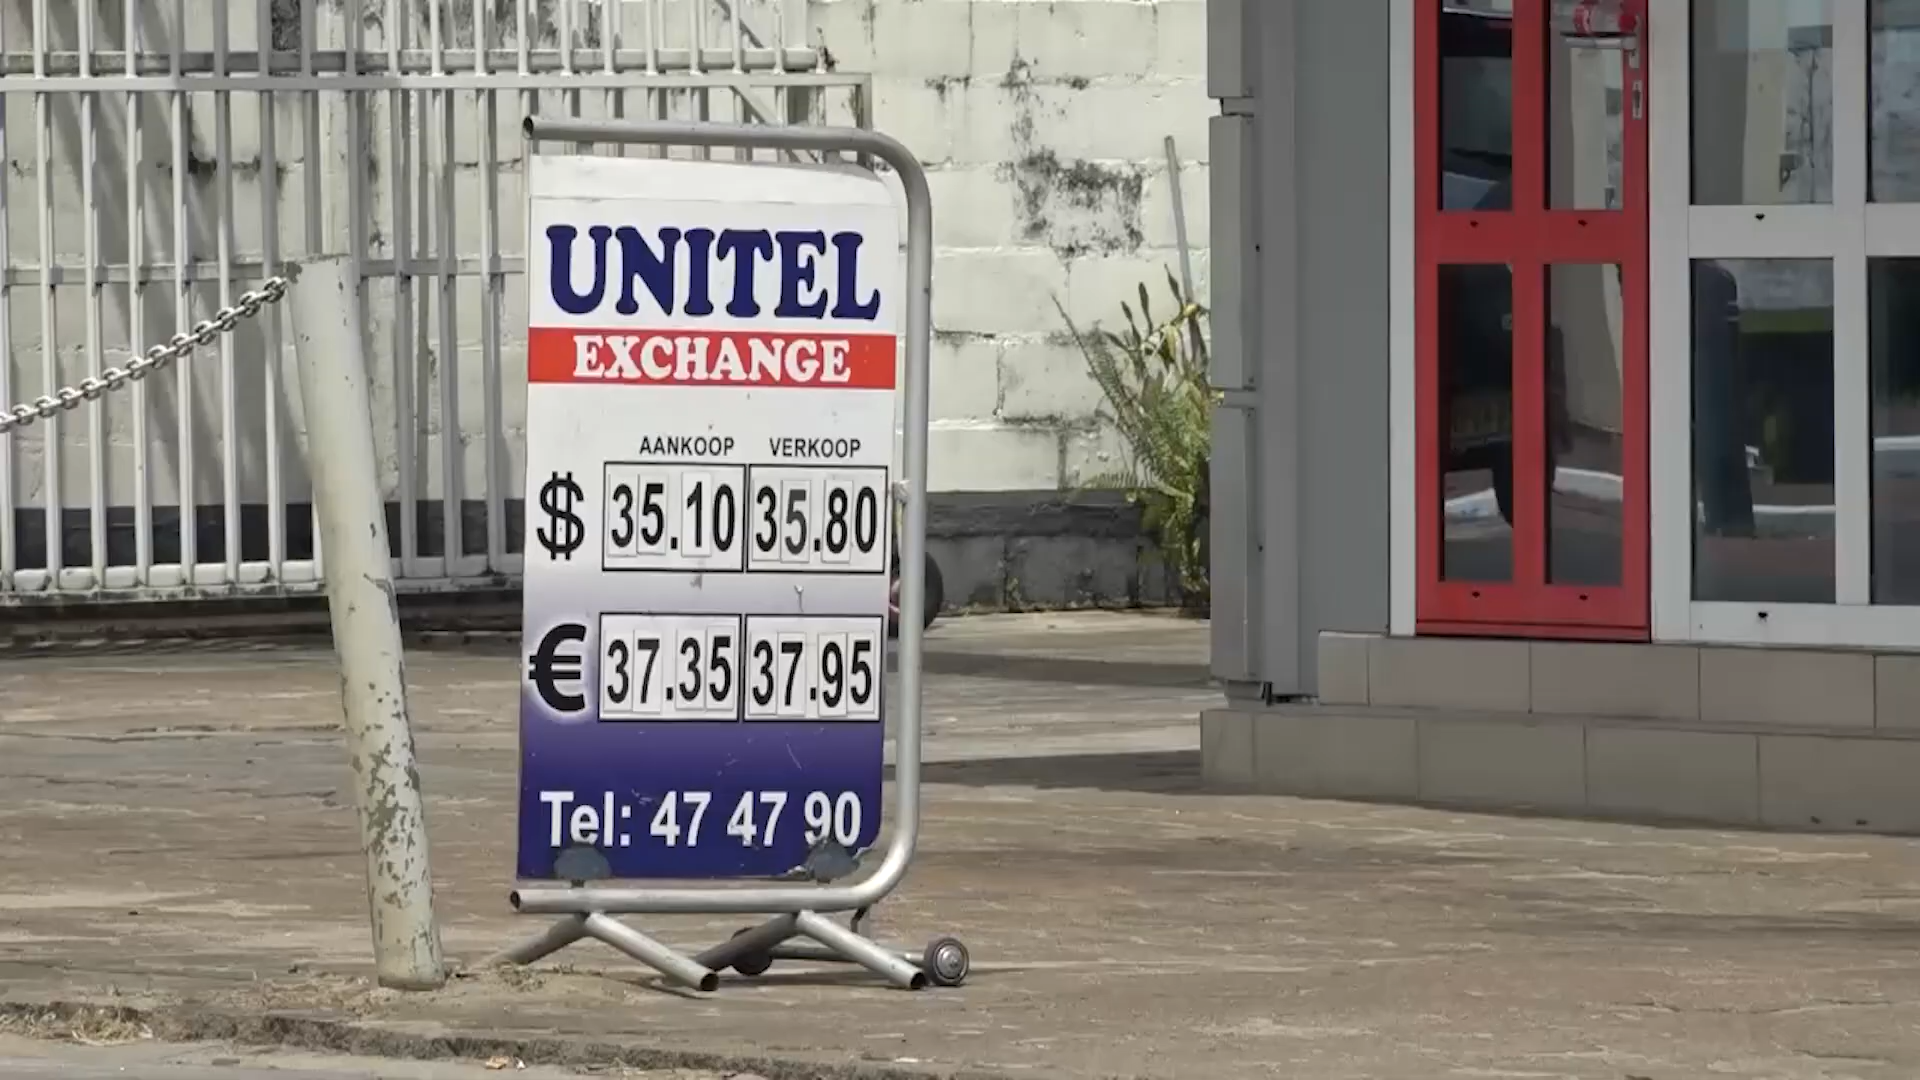 UNITEL
EXCHANGE
AANKOOP VERKOOP
$ 35.10 35.80
€ 37.35 37.95
Tel: 47 47 90